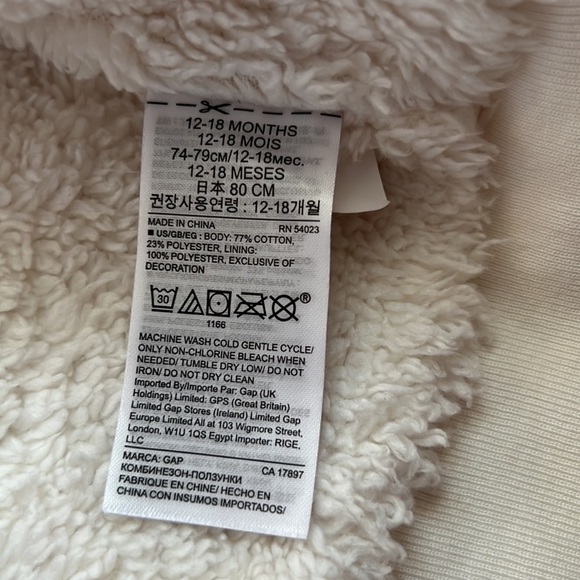 12-18 MONTHS
12-18 MOIS
74-79см/12-18мес.
12-18 MESES
日本 80 CM
권장사용연령 : 12-18개월
MADE IN CHINA RN 54023
■ US/GB/EG : BODY: 77% COTTON,
23% POLYESTER, LINING:
100% POLYESTER, EXCLUSIVE OF
DECORATION
30 ®
1166
MACHINE WASH COLD GENTLE CYCLE/
ONLY NON-CHLORINE BLEACH WHEN
NEEDED/ TUMBLE DRY LOW/ DO NOT
IRON/ DO NOT DRY CLEAN
Imported By/Importe Par: Gap (UK
Holdings) Limited: GPS (Great Britain)
Limited Gap Stores (Ireland) Limited Gap
Europe Limited All at 103 Wigmore Street,
London, W1U 1QS Egypt Importer: RIGE,
LLC
MARCA: GAP CA 17897
КОМБИНЕЗОН-ПОЛЗУНКИ
FABRIQUE EN CHINE/ HECHO EN
CHINA CON INSUMOS IMPORTADOS/